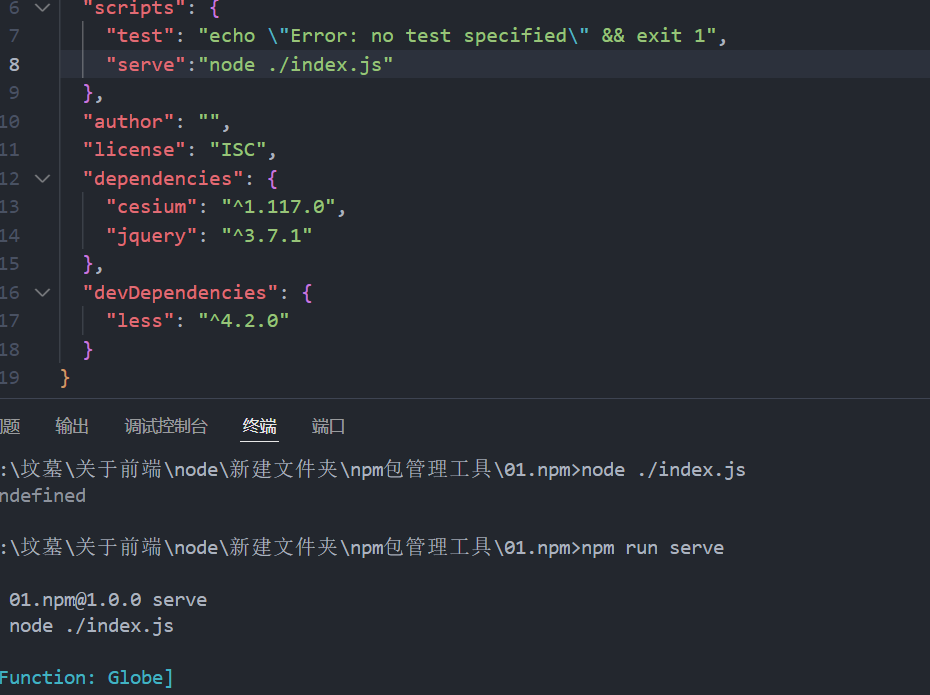 6 "scripts": {
7 "test": "echo \"Error: no test specified\" && exit 1",
8 "serve":"node ./index.js"
9 },
10 "author": "",
11 "license": "ISC",
12 "dependencies": {
13 "cesium": "^1.117.0",
14 "jquery": "^3.7.1"
15 },
16 "devDependencies": {
17 "less": "^4.2.0"
18 }
19 }
题 输出 调试控制台 终端 端口
:\坟墓\关于前端\node\新建文件夹\npm包管理工具\01.npm>node ./index.js
ndefined
:\坟墓\关于前端\node\新建文件夹\npm包管理工具\01.npm>npm run serve
01.npm@1.0.0 serve
node ./index.js
Function: Globe]